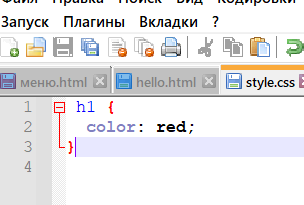 Файл Правка Поиск Вид Кодировки
Запуск Плагины Вкладки ?
меню.html hello.html style.css
1 h1 {
2 color: red;
3 }
4